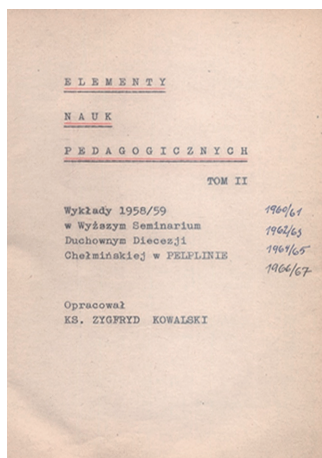 ELEMENTY
NAUK
PEDAGOGICZNYCH
TOM II
Wykłady 1958/59
w Wyższym Seminarium
Duchownym Diecezji
Chełmińskiej w PELPLINIE
1960/61
1962/63
1964/65
1966/67
Opracował
KS. ZYGFRYD KOWALSKI